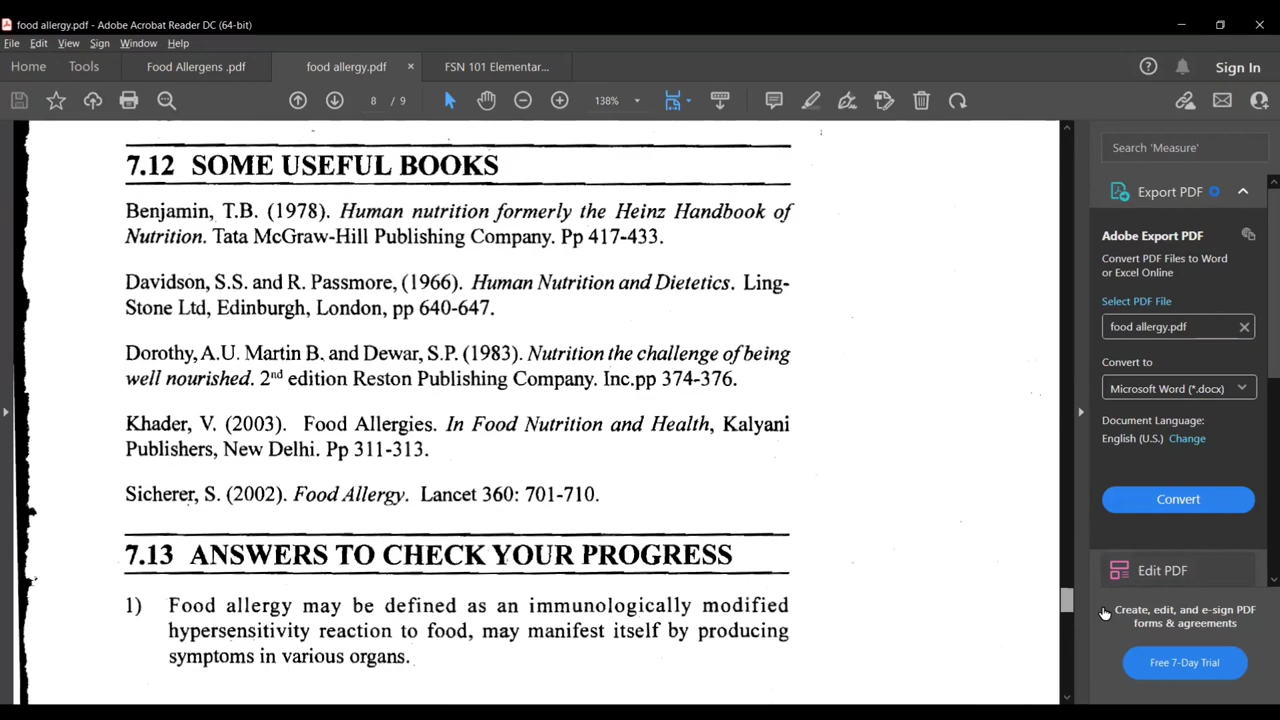 food allergy.pdf - Adobe Acrobat Reader DC (64-bit)
File Edit View Sign Window Help
Home Tools Food Allergens .pdf food allergy.pdf × FSN 101 Elementar... Sign In
8 / 9 138%
7.12 SOME USEFUL BOOKS
Benjamin, T.B. (1978). Human nutrition formerly the Heinz Handbook of
Nutrition. Tata McGraw-Hill Publishing Company. Pp 417-433.
Davidson, S.S. and R. Passmore, (1966). Human Nutrition and Dietetics. Ling-
Stone Ltd, Edinburgh, London, pp 640-647.
Dorothy, A.U. Martin B. and Dewar, S.P. (1983). Nutrition the challenge of being
well nourished. 2nd edition Reston Publishing Company. Inc.pp 374-376.
Khader, V. (2003). Food Allergies. In Food Nutrition and Health, Kalyani
Publishers, New Delhi. Pp 311-313.
Sicherer, S. (2002). Food Allergy. Lancet 360: 701-710.
7.13 ANSWERS TO CHECK YOUR PROGRESS
1) Food allergy may be defined as an immunologically modified
hypersensitivity reaction to food, may manifest itself by producing
symptoms in various organs.
Search 'Measure'
Export PDF
Adobe Export PDF
Convert PDF Files to Word
or Excel Online
Select PDF File
food allergy.pdf
Convert to
Microsoft Word (*.docx)
Document Language:
English (U.S.) Change
Convert
Edit PDF
Create, edit, and e-sign PDF
forms & agreements
Free 7-Day Trial